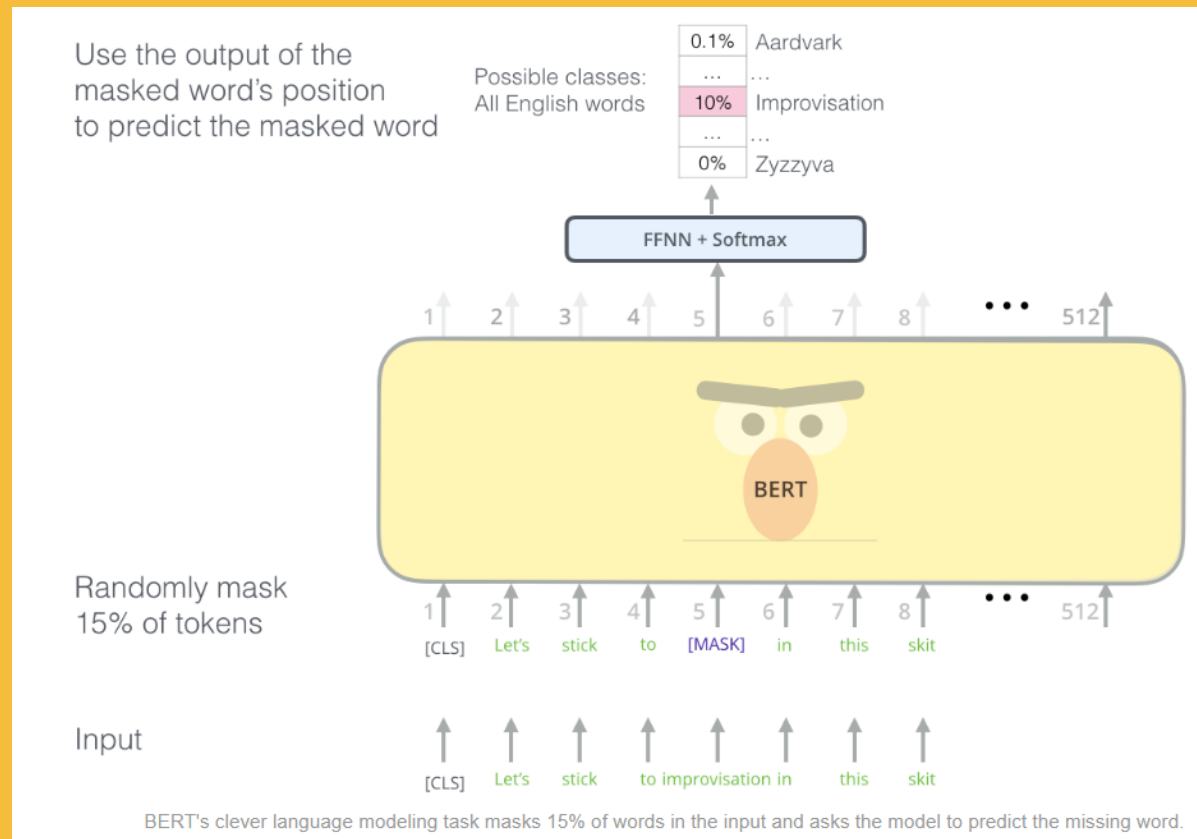 Use the output of the
masked word's position
to predict the masked word
Possible classes:
All English words
0.1% Aardvark
... ...
10% Improvisation
... ...
0% Zyzzyva
FFNN + Softmax
1 2 3 4 5 6 7 8 ••• 512
BERT
Randomly mask
15% of tokens
1 2 3 4 5 6 7 8 ••• 512
[CLS] Let's stick to [MASK] in this skit
Input
[CLS] Let's stick to improvisation in this skit
BERT's clever language modeling task masks 15% of words in the input and asks the model to predict the missing word.